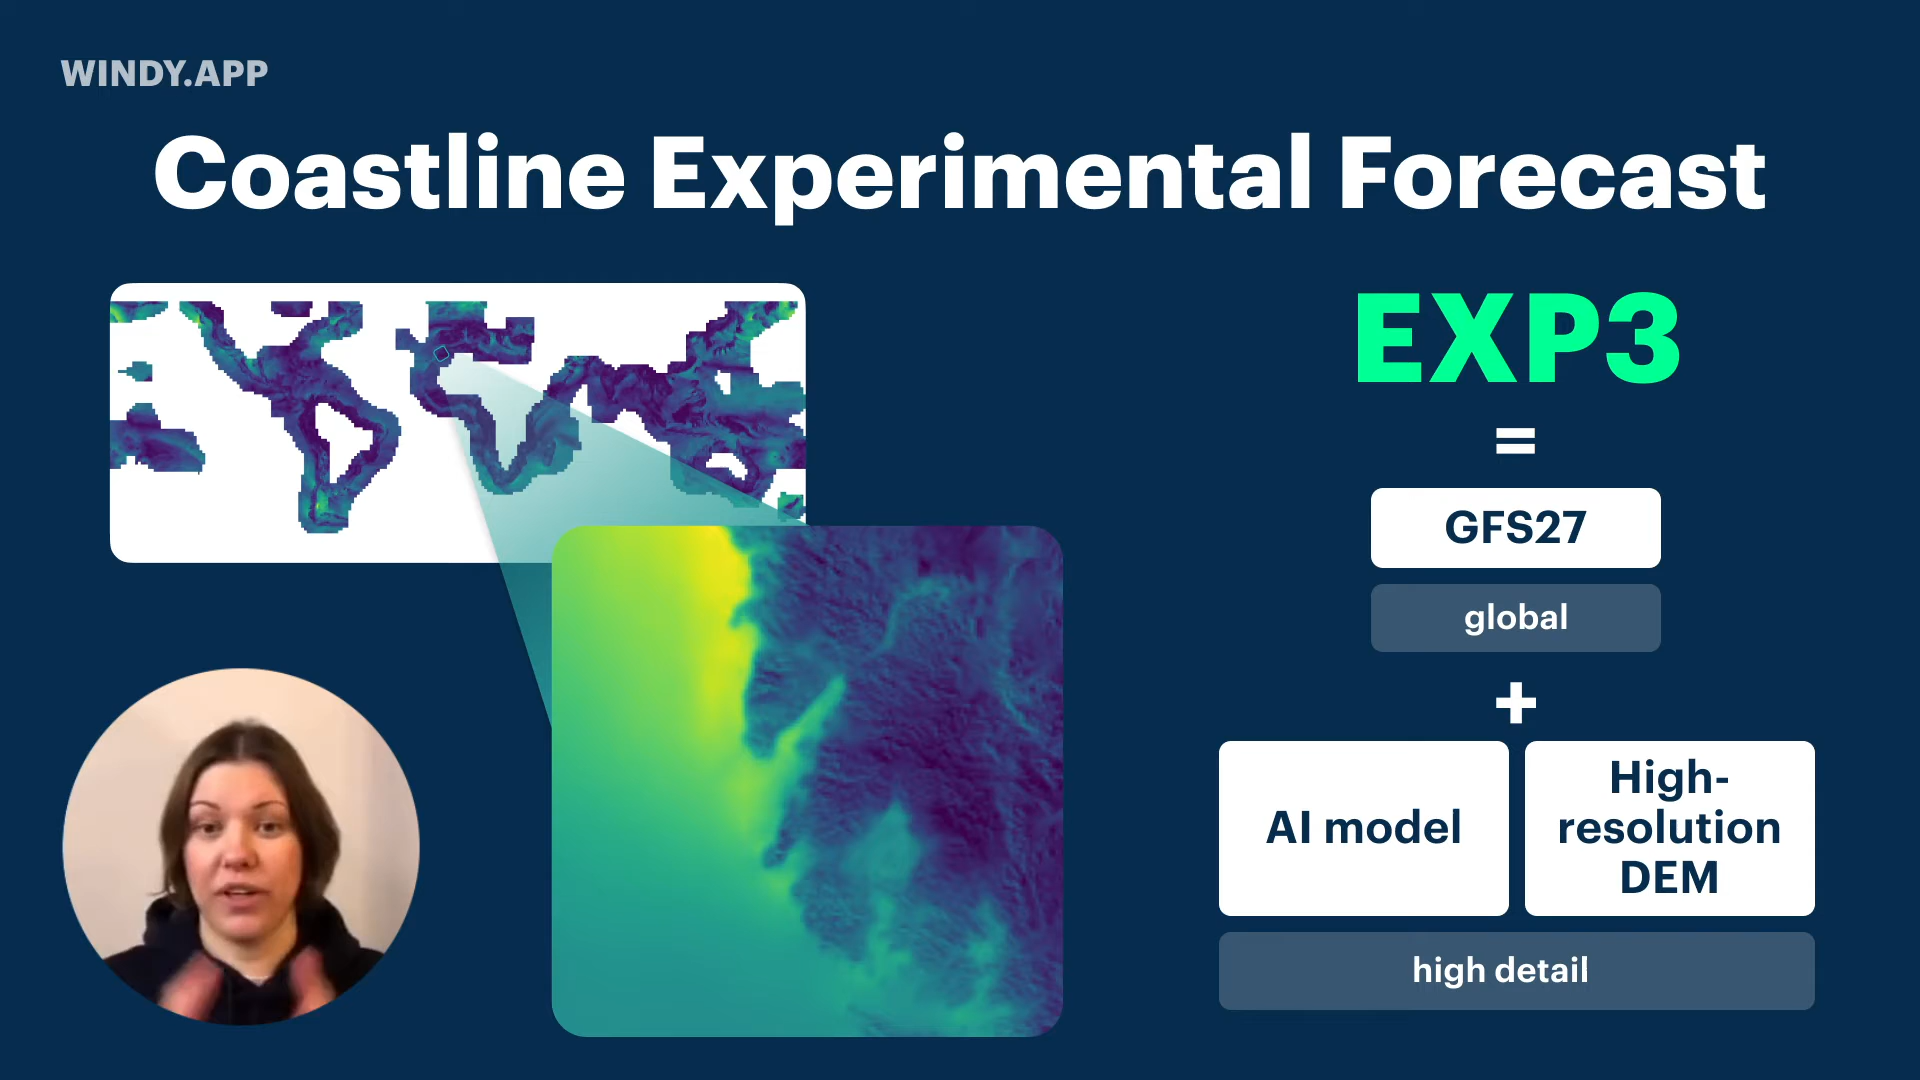 WINDY.APP
Coastline Experimental Forecast
EXP3
=
GFS27
global
+
AI model
High-
resolution
DEM
high detail